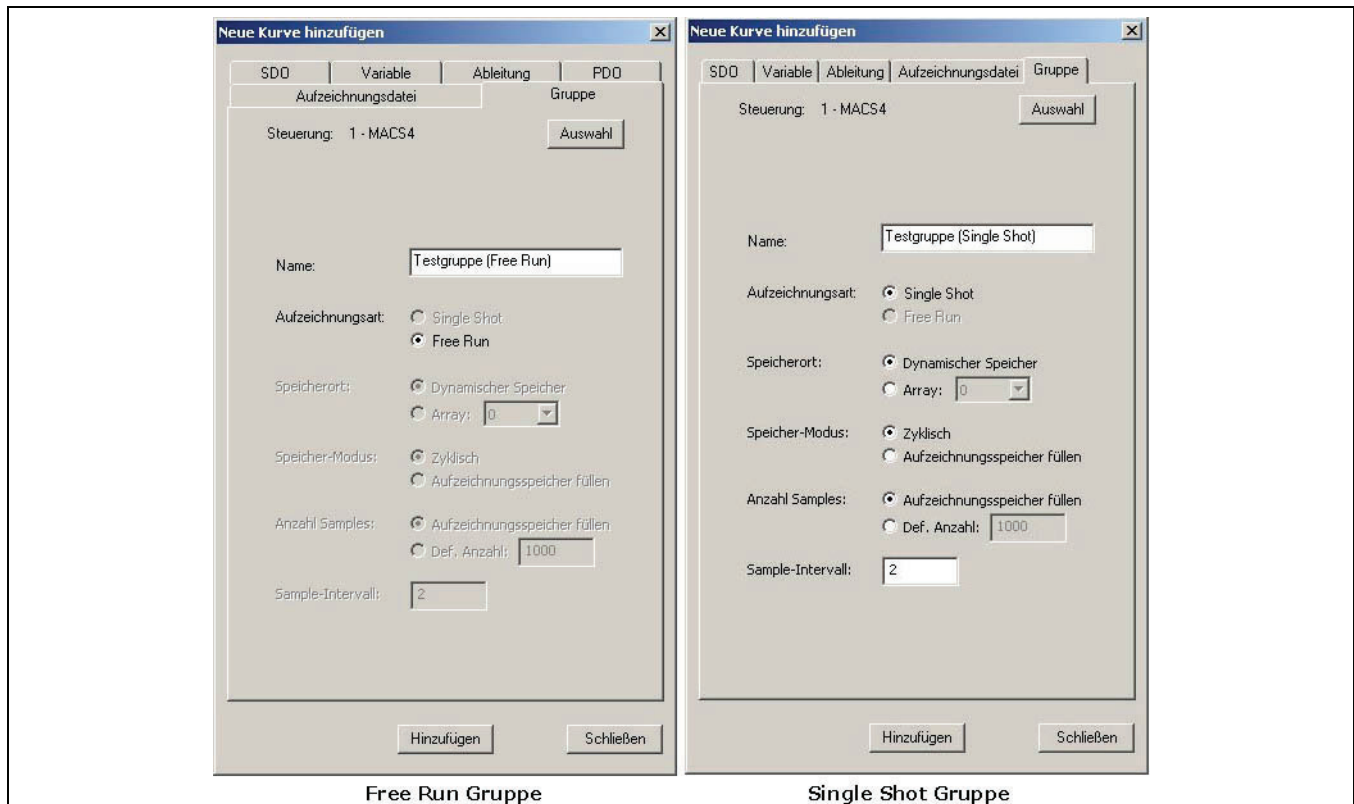 Neue Kurve hinzufügen
SDO Variable Ableitung PDO
Aufzeichnungsdatei Gruppe
Steuerung: 1 - MACS4 Auswahl
Name: Testgruppe (Free Run)
Aufzeichnungsart: Single Shot
Free Run
Speicherort: Dynamischer Speicher
Array: 0
Speicher-Modus: Zyklisch
Aufzeichnungsspeicher füllen
Anzahl Samples: Aufzeichnungsspeicher füllen
Def. Anzahl: 1000
Sample-Intervall: 2
Hinzufügen Schließen
Free Run Gruppe
Neue Kurve hinzufügen
SDO Variable Ableitung Aufzeichnungsdatei Gruppe
Steuerung: 1 - MACS4 Auswahl
Name: Testgruppe (Single Shot)
Aufzeichnungsart: Single Shot
Free Run
Speicherort: Dynamischer Speicher
Array: 0
Speicher-Modus: Zyklisch
Aufzeichnungsspeicher füllen
Anzahl Samples: Aufzeichnungsspeicher füllen
Def. Anzahl: 1000
Sample-Intervall: 2
Hinzufügen Schließen
Single Shot Gruppe